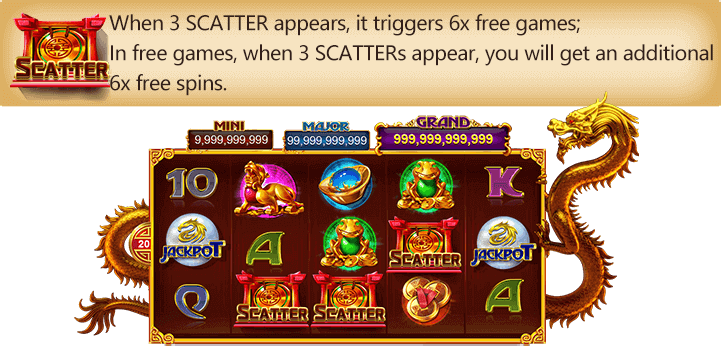 SCATTER
When 3 SCATTER appears, it triggers 6x free games;
In free games, when 3 SCATTERs appear, you will get an additional
6x free spins.
MINI MAJOR GRAND
9,999,999,999 99,999,999,999 999,999,999,999
10 K
20 JACKPOT A SCATTER JACKPOT
Q SCATTER SCATTER A